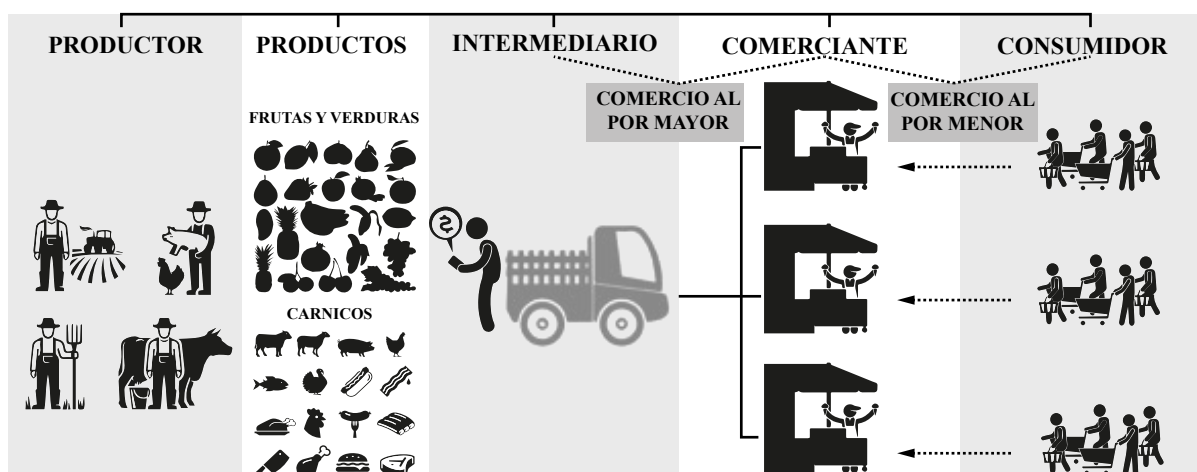 PRODUCTOR
PRODUCTOS
INTERMEDIARIO
COMERCIANTE
CONSUMIDOR
COMERCIO AL
POR MAYOR
COMERCIO AL
POR MENOR
FRUTAS Y VERDURAS
$
CARNICOS